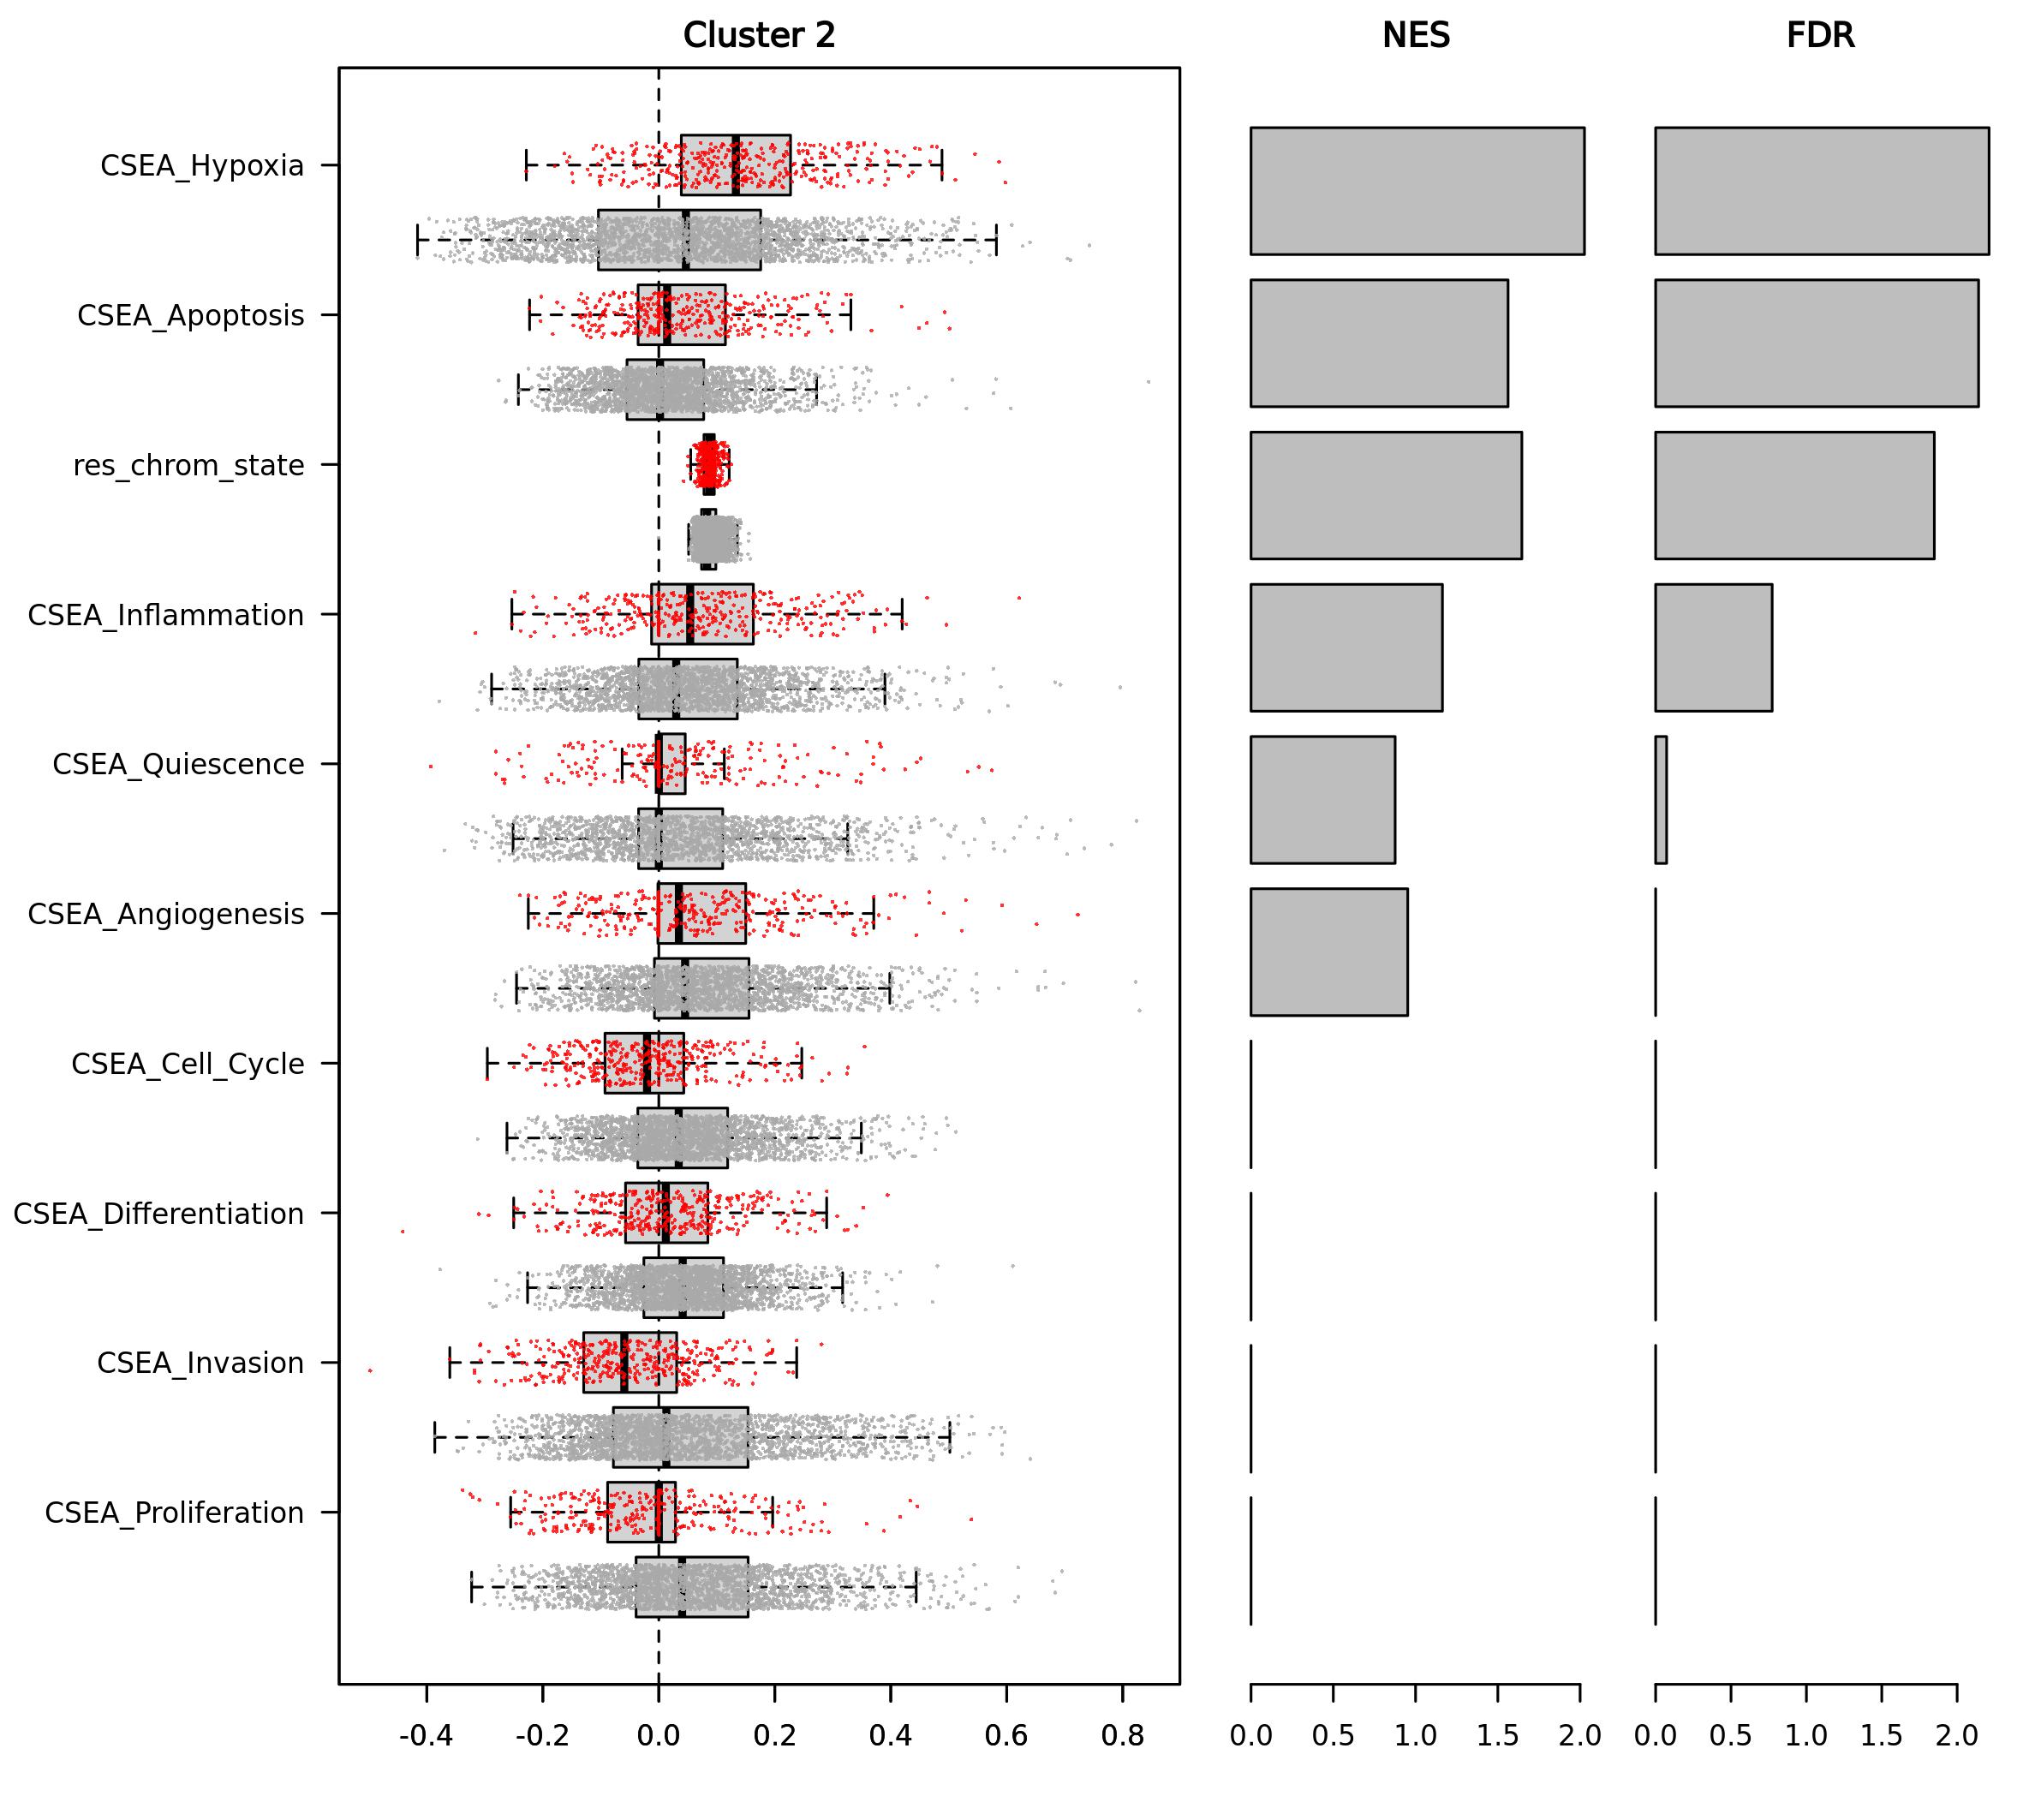 Cluster 2
NES
FDR
CSEA_Hypoxia
CSEA_Apoptosis
res_chrom_state
CSEA_Inflammation
CSEA_Quiescence
CSEA_Angiogenesis
CSEA_Cell_Cycle
CSEA_Differentiation
CSEA_Invasion
CSEA_Proliferation
-0.4 -0.2 0.0 0.2 0.4 0.6 0.8
0.0 0.5 1.0 1.5 2.0
0.0 0.5 1.0 1.5 2.0